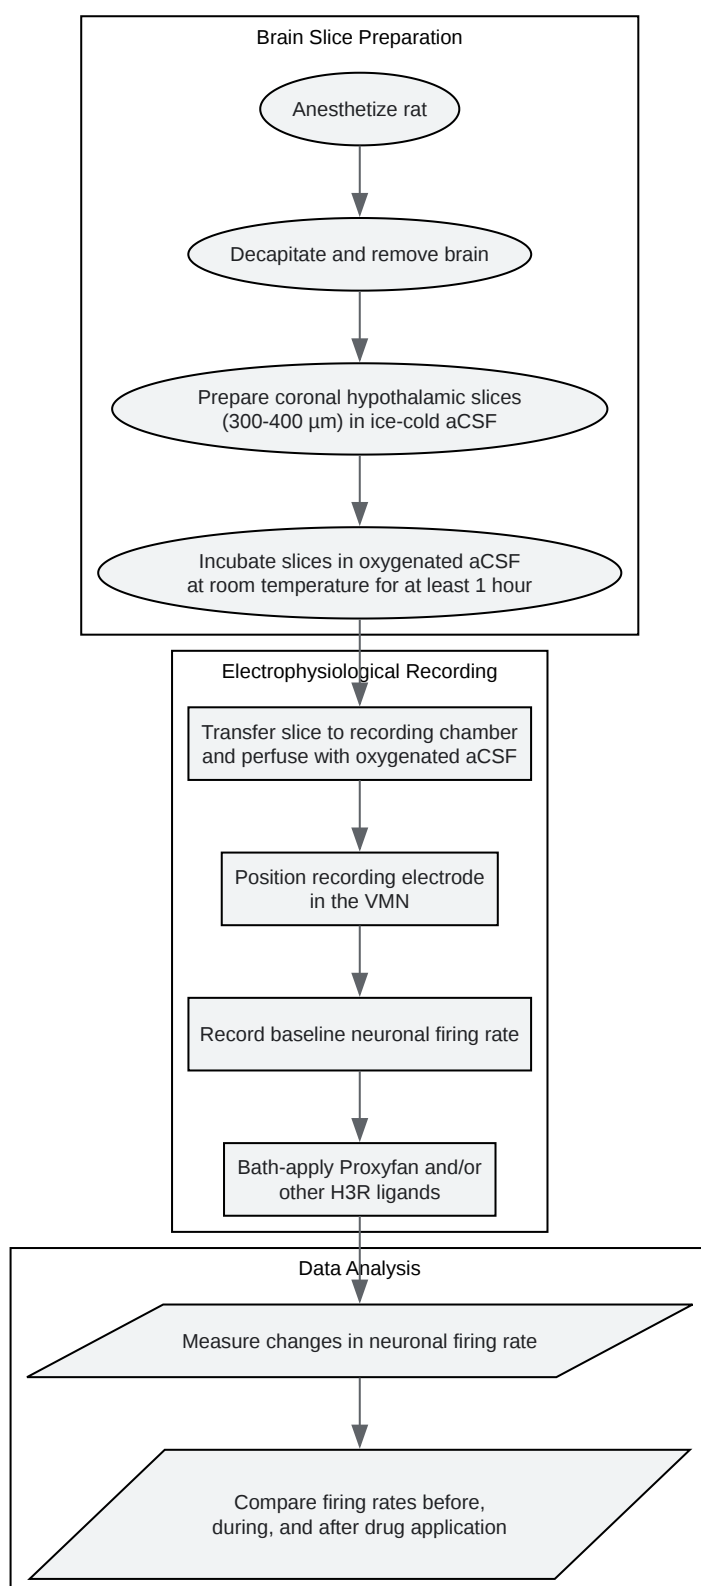 Brain Slice Preparation
Anesthetize rat
Decapitate and remove brain
Prepare coronal hypothalamic slices
(300-400 µm) in ice-cold aCSF
Incubate slices in oxygenated aCSF
at room temperature for at least 1 hour
Electrophysiological Recording
Transfer slice to recording chamber
and perfuse with oxygenated aCSF
Position recording electrode
in the VMN
Record baseline neuronal firing rate
Bath-apply Proxyfan and/or
other H3R ligands
Data Analysis
Measure changes in neuronal firing rate
Compare firing rates before,
during, and after drug application